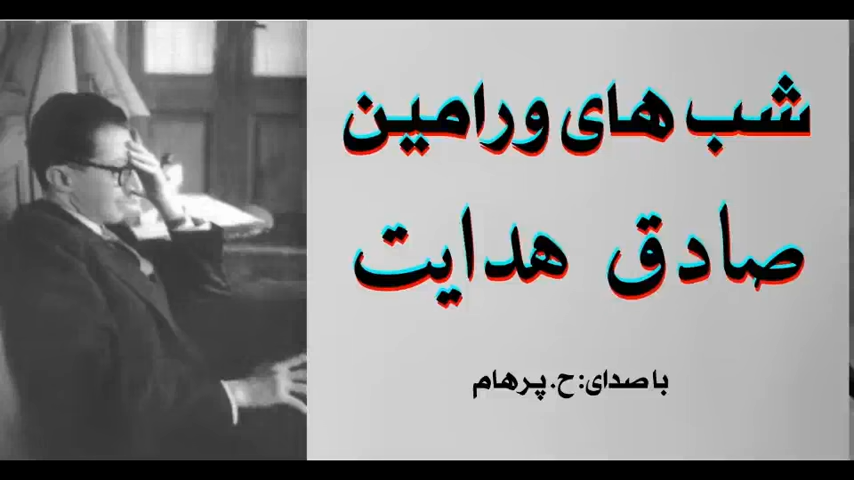 شب های ورامین
صادق هدایت
با صدای: ح. پرهام